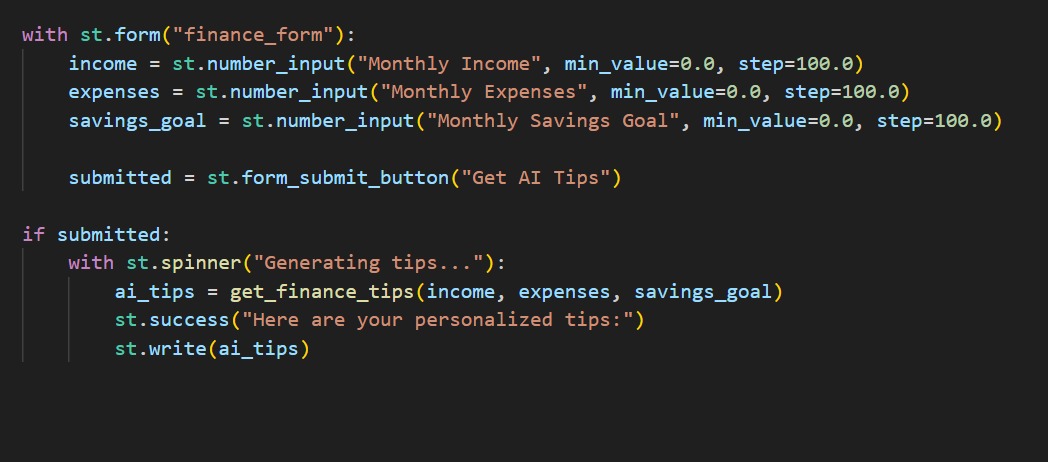 with st.form("finance_form"):
    income = st.number_input("Monthly Income", min_value=0.0, step=100.0)
    expenses = st.number_input("Monthly Expenses", min_value=0.0, step=100.0)
    savings_goal = st.number_input("Monthly Savings Goal", min_value=0.0, step=100.0)

    submitted = st.form_submit_button("Get AI Tips")

if submitted:
    with st.spinner("Generating tips..."):
        ai_tips = get_finance_tips(income, expenses, savings_goal)
        st.success("Here are your personalized tips:")
        st.write(ai_tips)